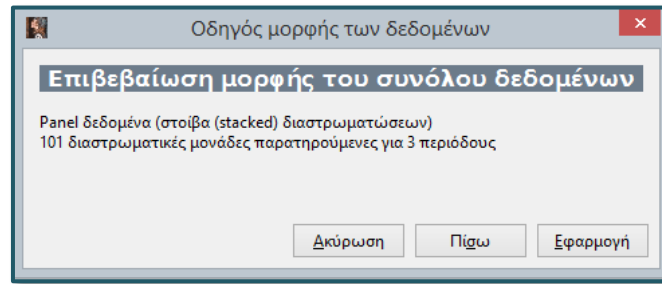 Οδηγός μορφής των δεδομένων
Επιβεβαίωση μορφής του συνόλου δεδομένων
Panel δεδομένα (στοίβα (stacked) διαστρωματώσεων)
101 διαστρωματικές μονάδες παρατηρούμενες για 3 περιόδους
Ακύρωση Πίσω Εφαρμογή